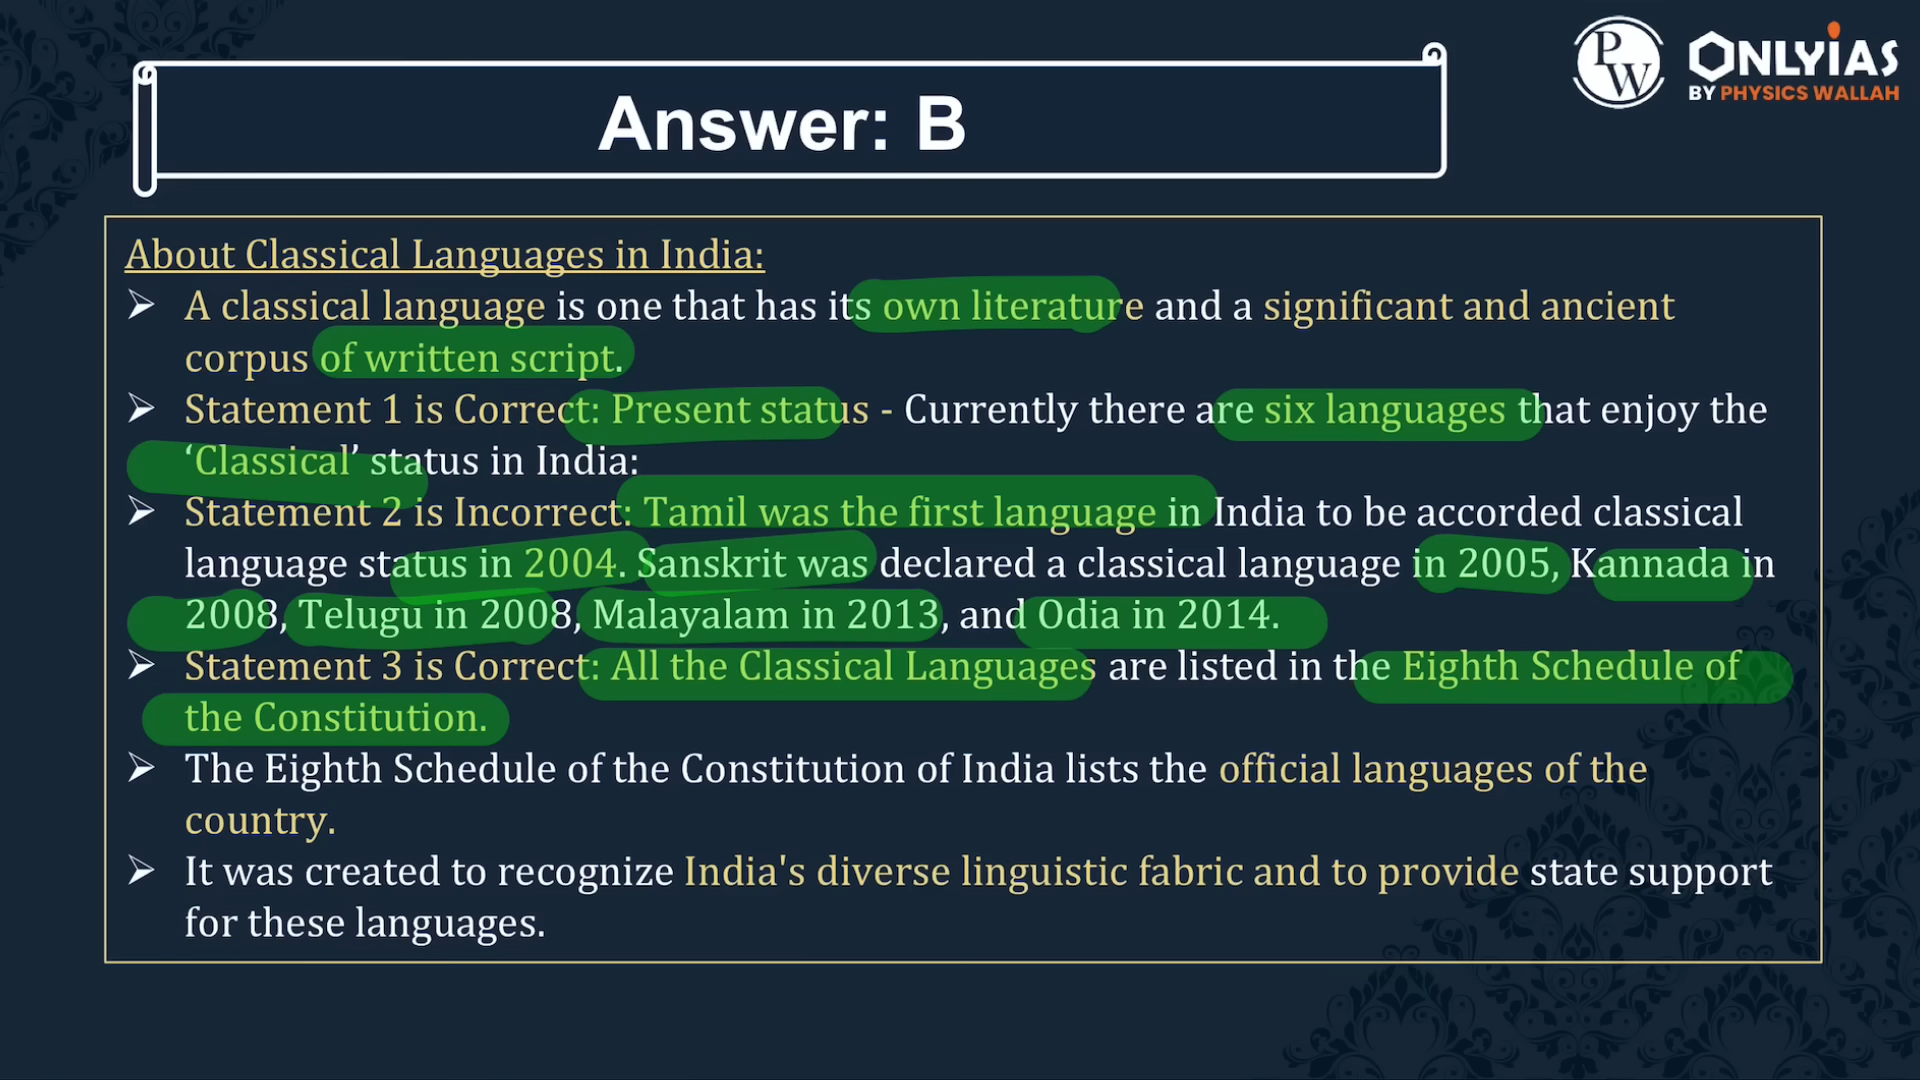 PW ONLYIAS
BY PHYSICS WALLAH
Answer: B
About Classical Languages in India:
➢ A classical language is one that has its own literature and a significant and ancient
corpus of written script.
➢ Statement 1 is Correct: Present status - Currently there are six languages that enjoy the
‘Classical’ status in India:
➢ Statement 2 is Incorrect: Tamil was the first language in India to be accorded classical
language status in 2004. Sanskrit was declared a classical language in 2005, Kannada in
2008, Telugu in 2008, Malayalam in 2013, and Odia in 2014.
➢ Statement 3 is Correct: All the Classical Languages are listed in the Eighth Schedule of
the Constitution.
➢ The Eighth Schedule of the Constitution of India lists the official languages of the
country.
➢ It was created to recognize India's diverse linguistic fabric and to provide state support
for these languages.